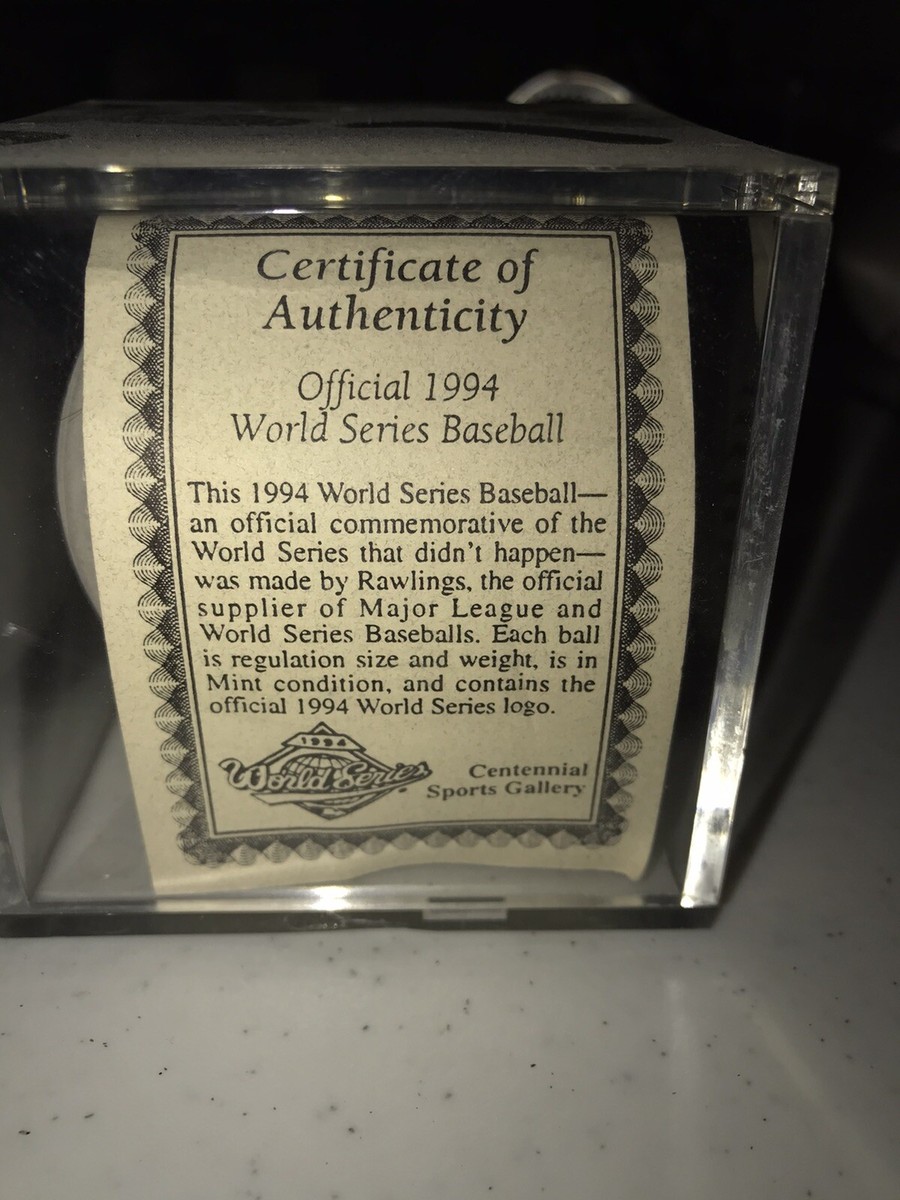 Certificate of
Authenticity
Official 1994
World Series Baseball
This 1994 World Series Baseball—
an official commemorative of the
World Series that didn't happen—
was made by Rawlings, the official
supplier of Major League and
World Series Baseballs. Each ball
is regulation size and weight, is in
Mint condition, and contains the
official 1994 World Series logo.
1994
World Series
Centennial
Sports Gallery